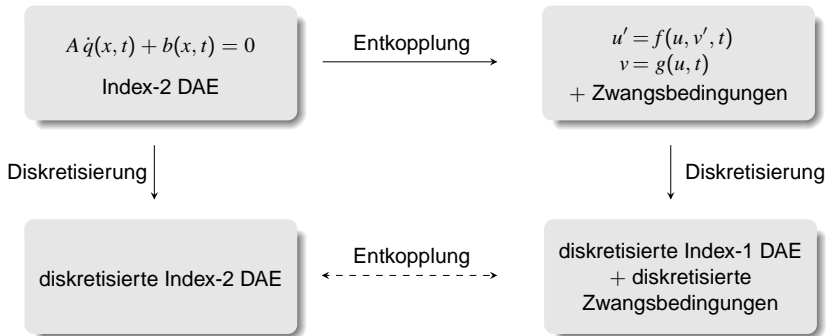 A q̇(x, t) + b(x, t) = 0
Index-2 DAE
Entkopplung
u′ = f(u, v′, t)
v = g(u, t)
+ Zwangsbedingungen
Diskretisierung
Diskretisierung
diskretisierte Index-2 DAE
Entkopplung
diskretisierte Index-1 DAE
+ diskretisierte
Zwangsbedingungen